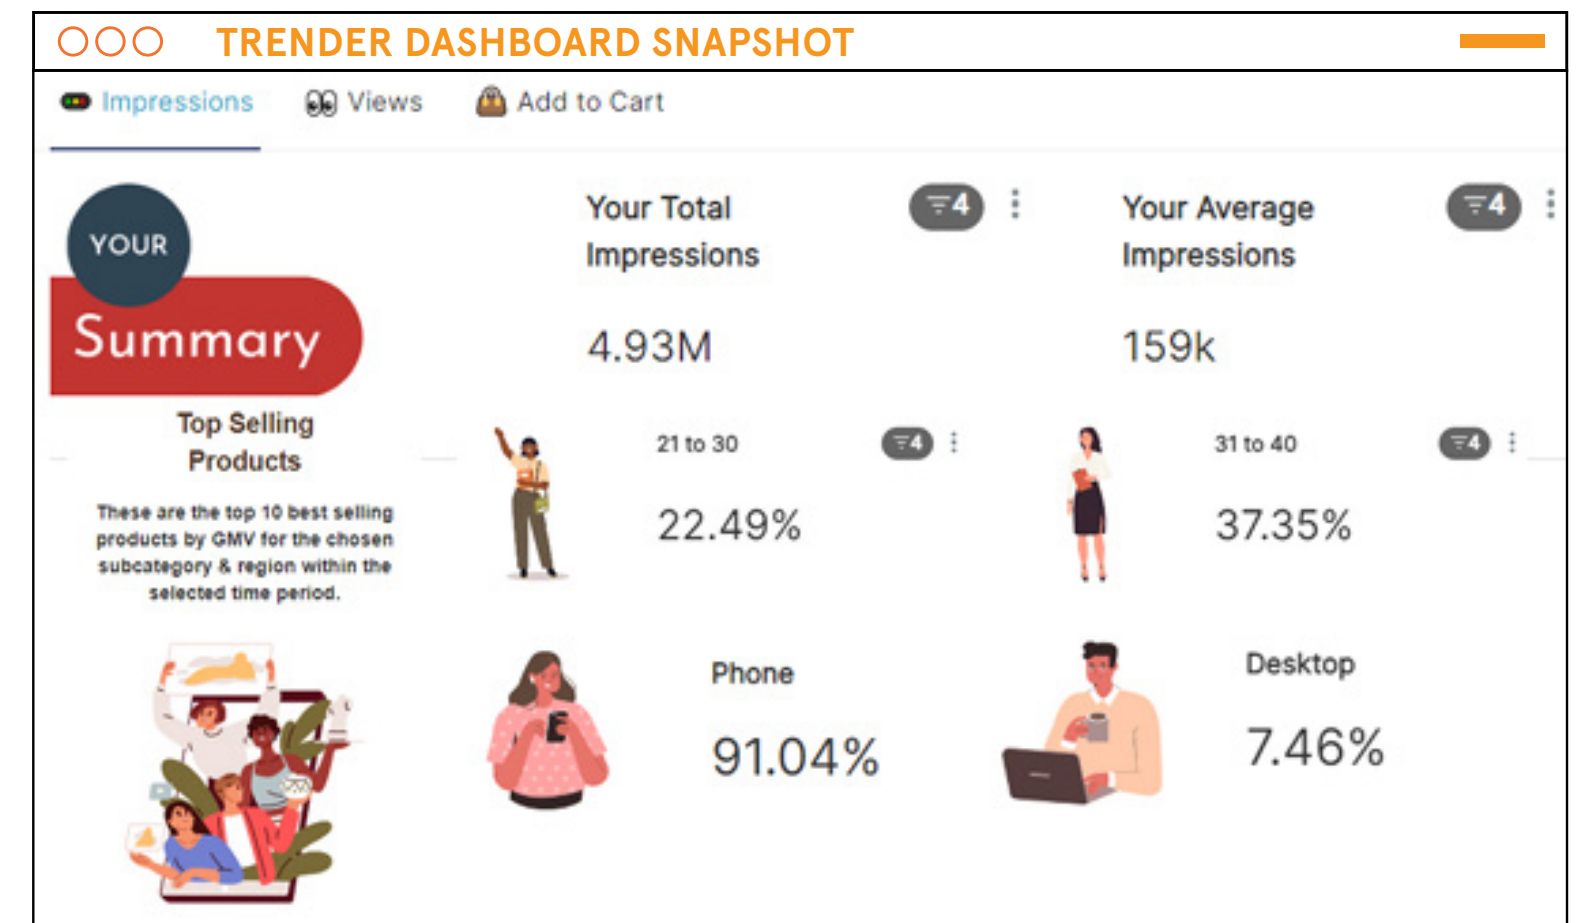 TRENDER DASHBOARD SNAPSHOT
Impressions
Views
Add to Cart
YOUR
Summary
Top Selling
Products
These are the top 10 best selling
products by GMV for the chosen
subcategory & region within the
selected time period.
Your Total
Impressions
4
4.93M
Your Average
Impressions
4
159k
21 to 30
4
22.49%
31 to 40
4
37.35%
Phone
91.04%
Desktop
7.46%